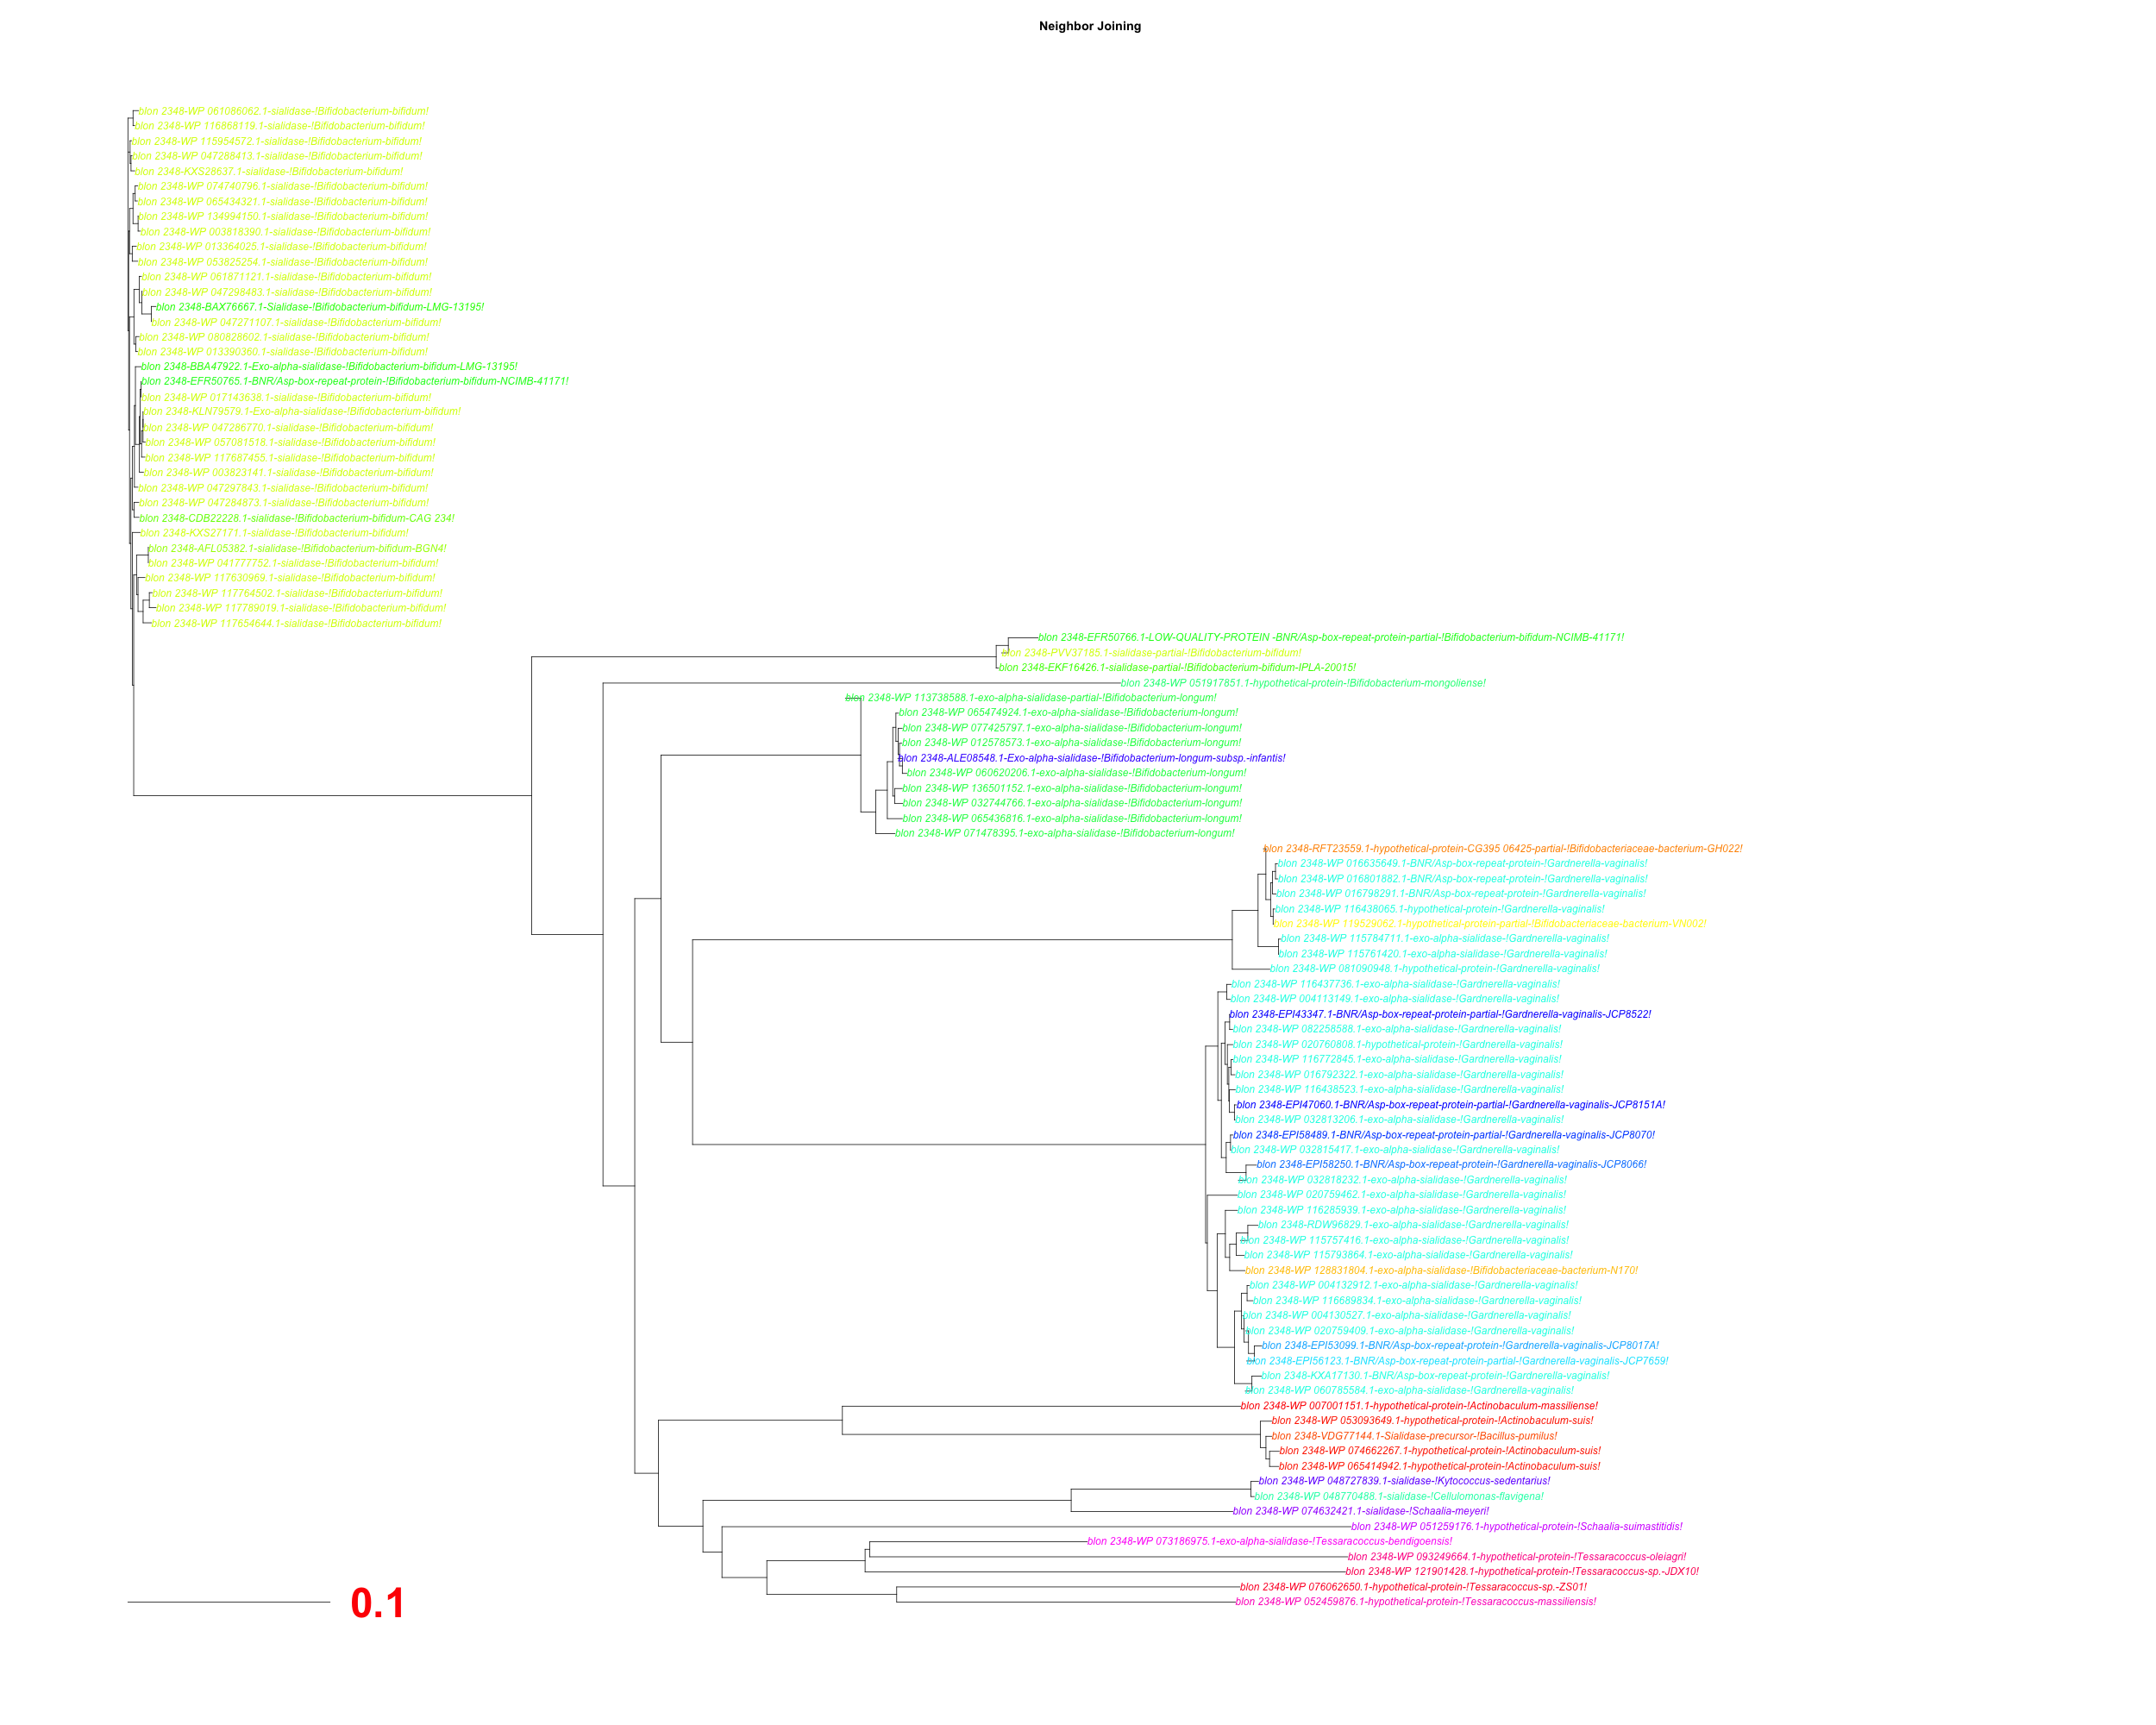 Neighbor Joining
blon 2348-WP 061086062.1-sialidase-!Bifidobacterium-bifidum!
blon 2348-WP 116868119.1-sialidase-!Bifidobacterium-bifidum!
blon 2348-WP 115954572.1-sialidase-!Bifidobacterium-bifidum!
blon 2348-WP 047288413.1-sialidase-!Bifidobacterium-bifidum!
blon 2348-KXS28637.1-sialidase-!Bifidobacterium-bifidum!
blon 2348-WP 074740796.1-sialidase-!Bifidobacterium-bifidum!
blon 2348-WP 065434321.1-sialidase-!Bifidobacterium-bifidum!
blon 2348-WP 134994150.1-sialidase-!Bifidobacterium-bifidum!
blon 2348-WP 003818390.1-sialidase-!Bifidobacterium-bifidum!
blon 2348-WP 013364025.1-sialidase-!Bifidobacterium-bifidum!
blon 2348-WP 053825254.1-sialidase-!Bifidobacterium-bifidum!
blon 2348-WP 061871121.1-sialidase-!Bifidobacterium-bifidum!
blon 2348-WP 047298483.1-sialidase-!Bifidobacterium-bifidum!
blon 2348-BAX76667.1-Sialidase-!Bifidobacterium-bifidum-LMG-13195!
blon 2348-WP 047271107.1-sialidase-!Bifidobacterium-bifidum!
blon 2348-WP 080628602.1-sialidase-!Bifidobacterium-bifidum!
blon 2348-WP 013390360.1-sialidase-!Bifidobacterium-bifidum!
blon 2348-BBA47922.1-Exo-alpha-sialidase-!Bifidobacterium-bifidum-LMG-13195!
blon 2348-EFR50765.1-BNR/Asp-box-repeat-protein-!Bifidobacterium-bifidum-NCIMB-41171!
blon 2348-WP 017143638.1-sialidase-!Bifidobacterium-bifidum!
blon 2348-KLN79579.1-Exo-alpha-sialidase-!Bifidobacterium-bifidum!
blon 2348-WP 047286770.1-sialidase-!Bifidobacterium-bifidum!
blon 2348-WP 057081518.1-sialidase-!Bifidobacterium-bifidum!
blon 2348-WP 117687455.1-sialidase-!Bifidobacterium-bifidum!
blon 2348-WP 003823141.1-sialidase-!Bifidobacterium-bifidum!
blon 2348-WP 047297843.1-sialidase-!Bifidobacterium-bifidum!
blon 2348-WP 047284873.1-sialidase-!Bifidobacterium-bifidum!
blon 2348-CDB22228.1-sialidase-!Bifidobacterium-bifidum-CAG 234!
blon 2348-KXS27171.1-sialidase-!Bifidobacterium-bifidum!
blon 2348-AFL05382.1-sialidase-!Bifidobacterium-bifidum-BGN4!
blon 2348-WP 041777752.1-sialidase-!Bifidobacterium-bifidum!
blon 2348-WP 117630969.1-sialidase-!Bifidobacterium-bifidum!
blon 2348-WP 117764502.1-sialidase-!Bifidobacterium-bifidum!
blon 2348-WP 117789019.1-sialidase-!Bifidobacterium-bifidum!
blon 2348-WP 117654644.1-sialidase-!Bifidobacterium-bifidum!
blon 2348-EFR50766.1-LOW-QUALITY-PROTEIN -BNR/Asp-box-repeat-protein-partial-!Bifidobacterium-bifidum-NCIMB-41171!
blon 2348-PVV37185.1-sialidase-partial-!Bifidobacterium-bifidum!
blon 2348-EKF16426.1-sialidase-partial-!Bifidobacterium-bifidum-IPLA-20015!
blon 2348-WP 051917851.1-hypothetical-protein-!Bifidobacterium-mongoliense!
blon 2348-WP 113738588.1-exo-alpha-sialidase-partial-!Bifidobacterium-longum!
blon 2348-WP 065474924.1-exo-alpha-sialidase-!Bifidobacterium-longum!
blon 2348-WP 077425797.1-exo-alpha-sialidase-!Bifidobacterium-longum!
blon 2348-WP 012578573.1-exo-alpha-sialidase-!Bifidobacterium-longum!
blon 2348-ALE08548.1-Exo-alpha-sialidase-!Bifidobacterium-longum-subsp.-infantis!
blon 2348-WP 060620206.1-exo-alpha-sialidase-!Bifidobacterium-longum!
blon 2348-WP 136501152.1-exo-alpha-sialidase-!Bifidobacterium-longum!
blon 2348-WP 032744766.1-exo-alpha-sialidase-!Bifidobacterium-longum!
blon 2348-WP 065436816.1-exo-alpha-sialidase-!Bifidobacterium-longum!
blon 2348-WP 071478395.1-exo-alpha-sialidase-!Bifidobacterium-longum!
blon 2348-RFT23559.1-hypothetical-protein-CG395 06425-partial-!Bifidobacteriaceae-bacterium-GH022!
blon 2348-WP 016635649.1-BNR/Asp-box-repeat-protein-!Gardnerella-vaginalis!
blon 2348-WP 016801882.1-BNR/Asp-box-repeat-protein-!Gardnerella-vaginalis!
blon 2348-WP 016798291.1-BNR/Asp-box-repeat-protein-!Gardnerella-vaginalis!
blon 2348-WP 116438065.1-hypothetical-protein-!Gardnerella-vaginalis!
blon 2348-WP 119529062.1-hypothetical-protein-partial-!Bifidobacteriaceae-bacterium-VN002!
blon 2348-WP 115784711.1-exo-alpha-sialidase-!Gardnerella-vaginalis!
blon 2348-WP 115761420.1-exo-alpha-sialidase-!Gardnerella-vaginalis!
blon 2348-WP 081090948.1-hypothetical-protein-!Gardnerella-vaginalis!
blon 2348-WP 116437736.1-exo-alpha-sialidase-!Gardnerella-vaginalis!
blon 2348-WP 004113149.1-exo-alpha-sialidase-!Gardnerella-vaginalis!
blon 2348-EPI43347.1-BNR/Asp-box-repeat-protein-partial-!Gardnerella-vaginalis-JCP8522!
blon 2348-WP 082258588.1-exo-alpha-sialidase-!Gardnerella-vaginalis!
blon 2348-WP 020760808.1-hypothetical-protein-!Gardnerella-vaginalis!
blon 2348-WP 116772845.1-exo-alpha-sialidase-!Gardnerella-vaginalis!
blon 2348-WP 016792322.1-exo-alpha-sialidase-!Gardnerella-vaginalis!
blon 2348-WP 116438523.1-exo-alpha-sialidase-!Gardnerella-vaginalis!
blon 2348-EPI47060.1-BNR/Asp-box-repeat-protein-partial-!Gardnerella-vaginalis-JCP8151A!
blon 2348-WP 032813206.1-exo-alpha-sialidase-!Gardnerella-vaginalis!
blon 2348-EPI58489.1-BNR/Asp-box-repeat-protein-partial-!Gardnerella-vaginalis-JCP8070!
blon 2348-WP 032815417.1-exo-alpha-sialidase-!Gardnerella-vaginalis!
blon 2348-EPI58250.1-BNR/Asp-box-repeat-protein-!Gardnerella-vaginalis-JCP8066!
blon 2348-WP 032818232.1-exo-alpha-sialidase-!Gardnerella-vaginalis!
blon 2348-WP 020759462.1-exo-alpha-sialidase-!Gardnerella-vaginalis!
blon 2348-WP 116285939.1-exo-alpha-sialidase-!Gardnerella-vaginalis!
blon 2348-RDW96829.1-exo-alpha-sialidase-!Gardnerella-vaginalis!
blon 2348-WP 115757416.1-exo-alpha-sialidase-!Gardnerella-vaginalis!
blon 2348-WP 115793864.1-exo-alpha-sialidase-!Gardnerella-vaginalis!
blon 2348-WP 128831804.1-exo-alpha-sialidase-!Bifidobacteriaceae-bacterium-N170!
blon 2348-WP 004132912.1-exo-alpha-sialidase-!Gardnerella-vaginalis!
blon 2348-WP 116689834.1-exo-alpha-sialidase-!Gardnerella-vaginalis!
blon 2348-WP 004130527.1-exo-alpha-sialidase-!Gardnerella-vaginalis!
blon 2348-WP 020759409.1-exo-alpha-sialidase-!Gardnerella-vaginalis!
blon 2348-EPI53099.1-BNR/Asp-box-repeat-protein-!Gardnerella-vaginalis-JCP8017A!
blon 2348-EPI56123.1-BNR/Asp-box-repeat-protein-partial-!Gardnerella-vaginalis-JCP7659!
blon 2348-KXA17130.1-BNR/Asp-box-repeat-protein-!Gardnerella-vaginalis!
blon 2348-WP 060785584.1-exo-alpha-sialidase-!Gardnerella-vaginalis!
blon 2348-WP 007001151.1-hypothetical-protein-!Actinobaculum-massiliense!
blon 2348-WP 053093649.1-hypothetical-protein-!Actinobaculum-suis!
blon 2348-VDG77144.1-Sialidase-precursor-!Bacillus-pumilus!
blon 2348-WP 074662267.1-hypothetical-protein-!Actinobaculum-suis!
blon 2348-WP 065414942.1-hypothetical-protein-!Actinobaculum-suis!
blon 2348-WP 048727839.1-sialidase-!Kytococcus-sedentarius!
blon 2348-WP 048770488.1-sialidase-!Cellulomonas-flavigena!
blon 2348-WP 074632421.1-sialidase-!Schaalia-meyeri!
blon 2348-WP 051259176.1-hypothetical-protein-!Schaalia-suimastitidis!
blon 2348-WP 073186975.1-exo-alpha-sialidase-!Tessaracoccus-bendigoensis!
blon 2348-WP 093249664.1-hypothetical-protein-!Tessaracoccus-oleiagri!
blon 2348-WP 121901428.1-hypothetical-protein-!Tessaracoccus-sp.-JDX10!
blon 2348-WP 076062650.1-hypothetical-protein-!Tessaracoccus-sp.-ZS01!
blon 2348-WP 052459876.1-hypothetical-protein-!Tessaracoccus-massiliensis!
0.1